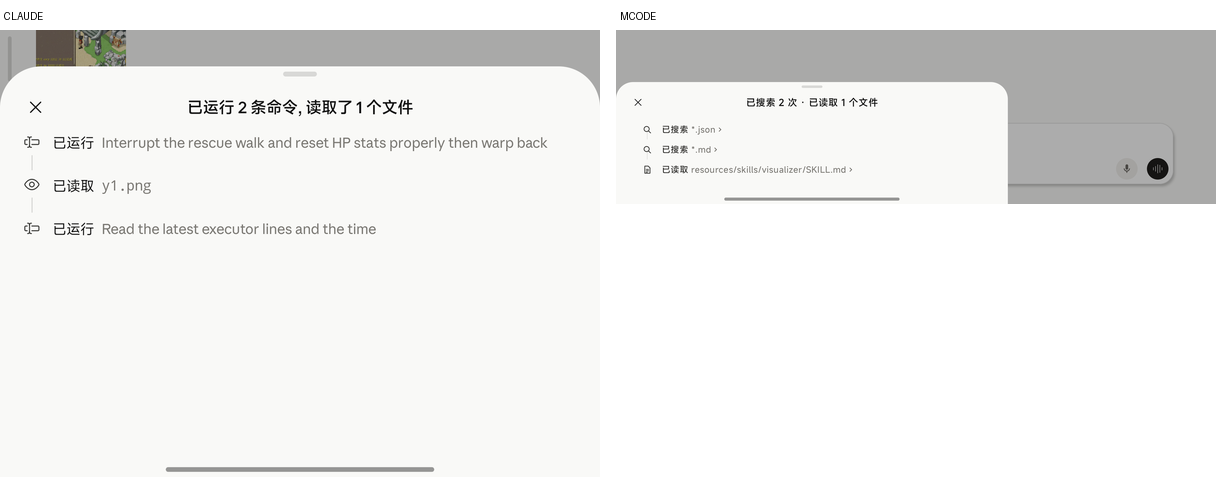 CLAUDE
已运行 2 条命令, 读取了 1 个文件
已运行 Interrupt the rescue walk and reset HP stats properly then warp back
已读取 y1.png
已运行 Read the latest executor lines and the time
MCODE
已搜索 2 次 · 已读取 1 个文件
已搜索 *.json >
已搜索 *.md >
已读取 resources/skills/visualizer/SKILL.md >